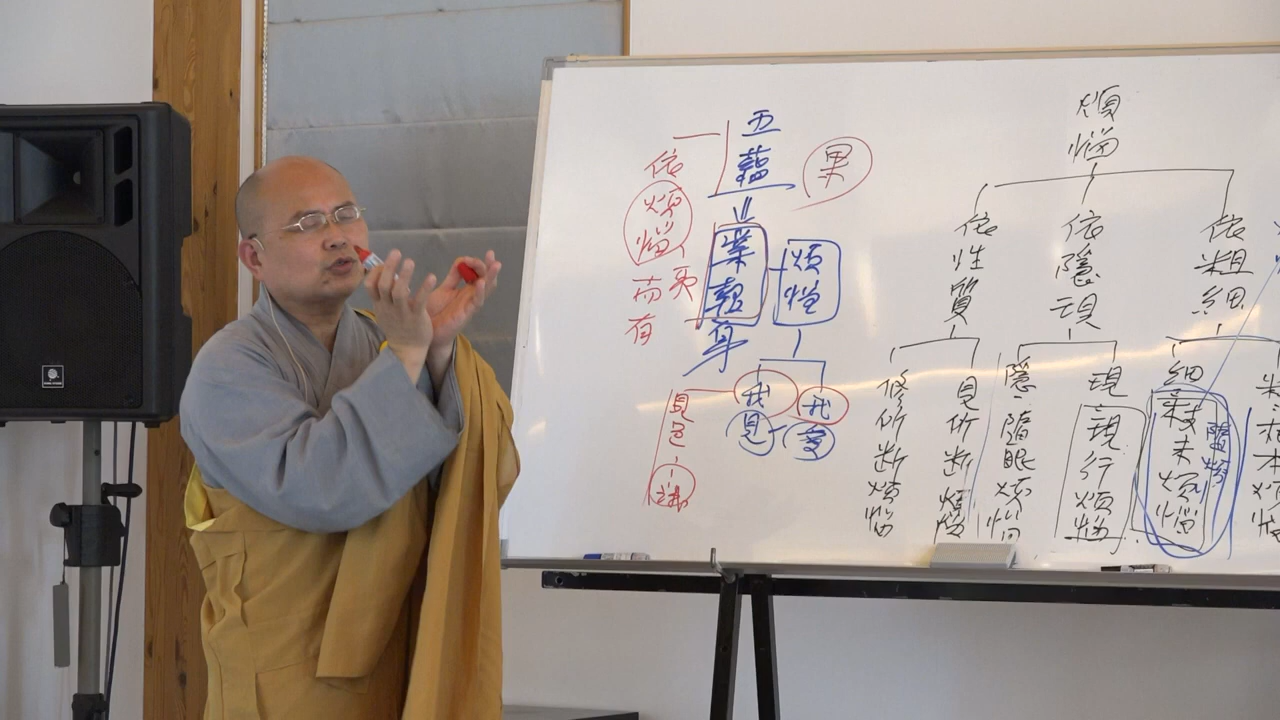 煩惱
依粗細
依隱現
依性質
粗:根本煩惱
細:枝末煩惱
隨煩
現:現行煩惱
隱:隨眠煩惱
見所斷煩惱
修所斷煩惱
果
五蘊
業報身
煩惱
我愛
我見
依煩惱
而有
見